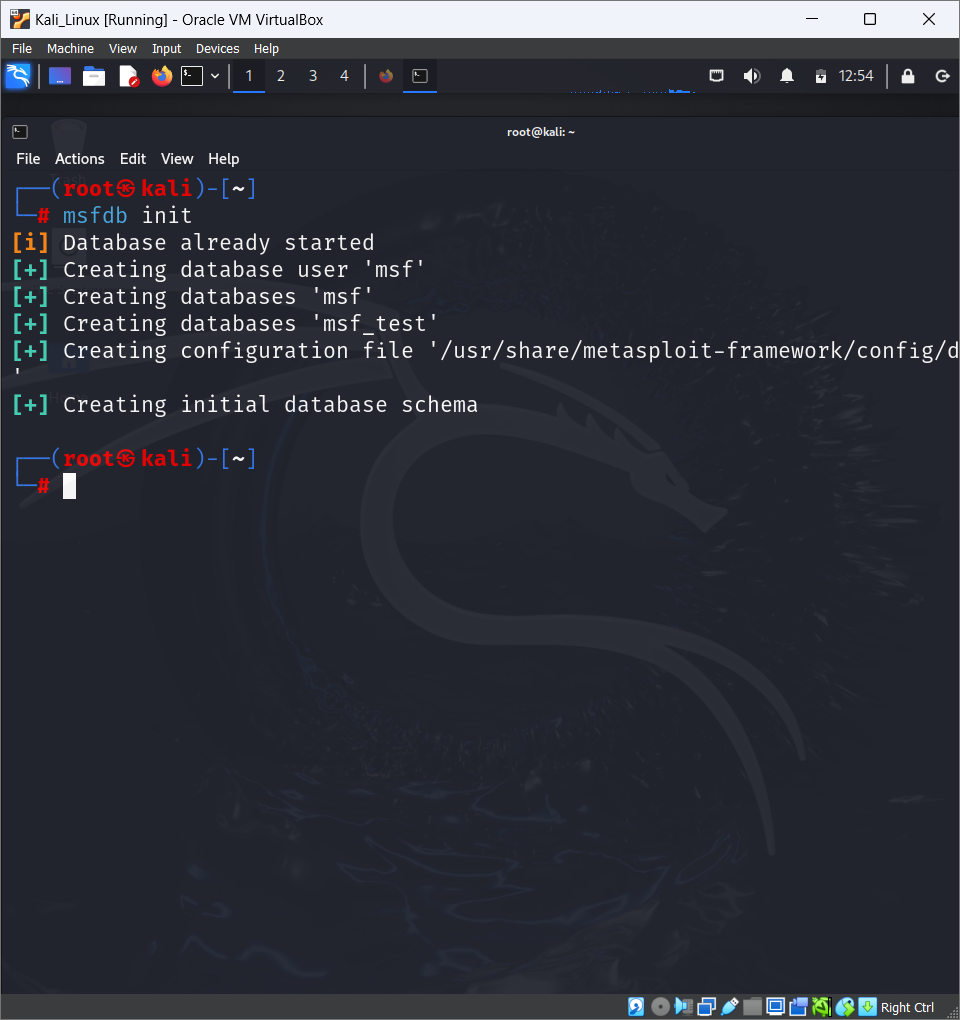 Kali_Linux [Running] - Oracle VM VirtualBox
File Machine View Input Devices Help
1 2 3 4 12:54
root@kali: ~
File Actions Edit View Help
┌──(root㉿kali)-[~]
└─# msfdb init
[i] Database already started
[+] Creating database user 'msf'
[+] Creating databases 'msf'
[+] Creating databases 'msf_test'
[+] Creating configuration file '/usr/share/metasploit-framework/config/d
'
[+] Creating initial database schema
┌──(root㉿kali)-[~]
└─#
Right Ctrl